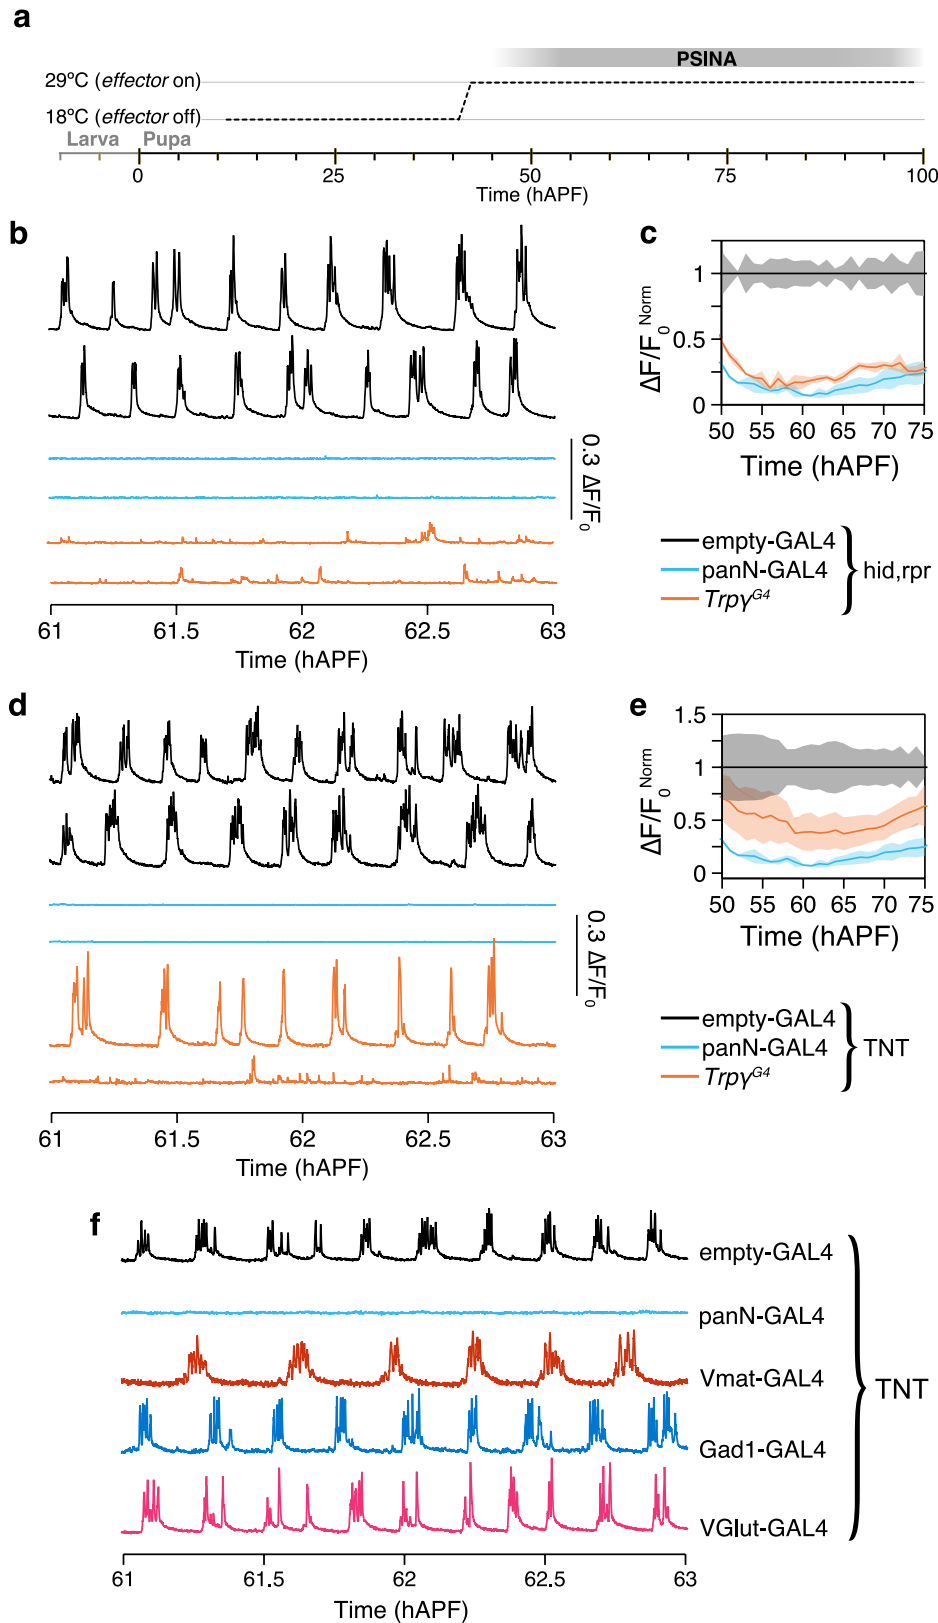 a
PSINA
29°C (effector on)
18°C (effector off)
Larva Pupa
0 25 50 75 100
Time (hAPF)
b
0.3 ΔF/F0
61 61.5 62 62.5 63
Time (hAPF)
c
ΔF/F0 Norm
1
0.5
0
50 55 60 65 70 75
Time (hAPF)
empty-GAL4
panN-GAL4
TrpγG4
hid,rpr
d
0.3 ΔF/F0
61 61.5 62 62.5 63
Time (hAPF)
e
ΔF/F0 Norm
1.5
1
0.5
0
50 55 60 65 70 75
Time (hAPF)
empty-GAL4
panN-GAL4
TrpγG4
TNT
f
empty-GAL4
panN-GAL4
Vmat-GAL4
Gad1-GAL4
VGlut-GAL4
TNT
61 61.5 62 62.5 63
Time (hAPF)